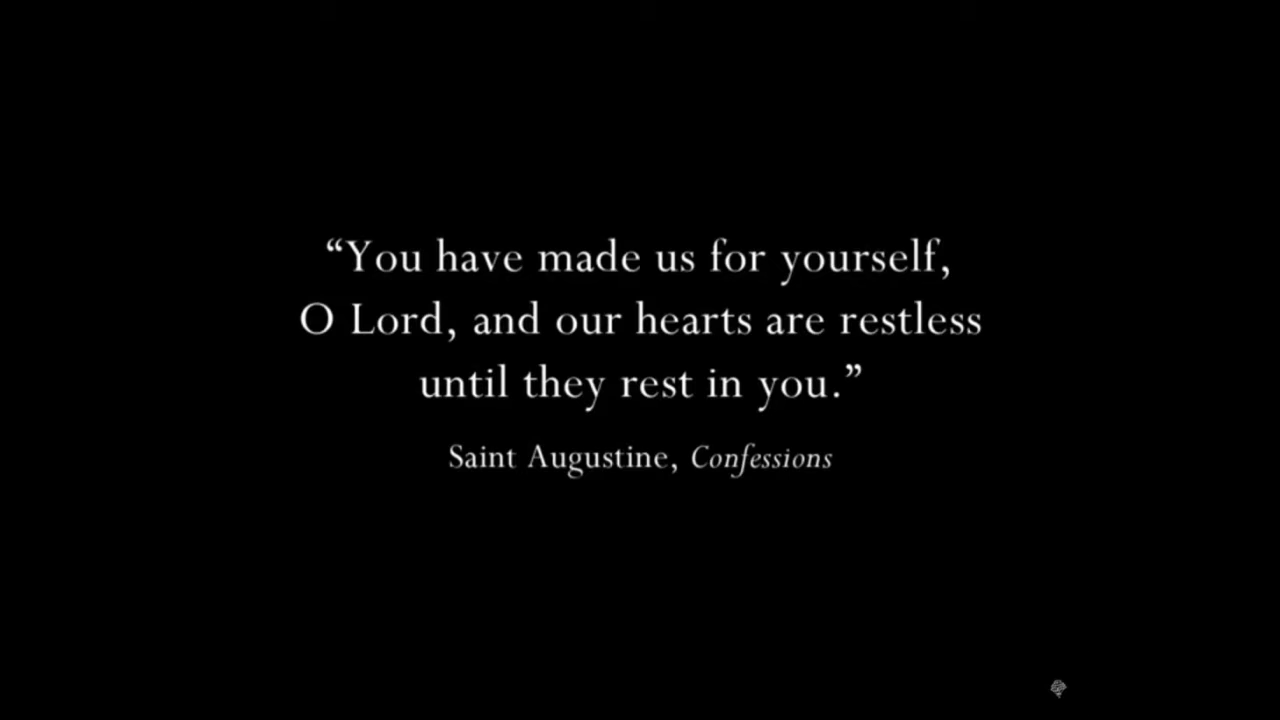 “You have made us for yourself,
O Lord, and our hearts are restless
until they rest in you.”
Saint Augustine, Confessions